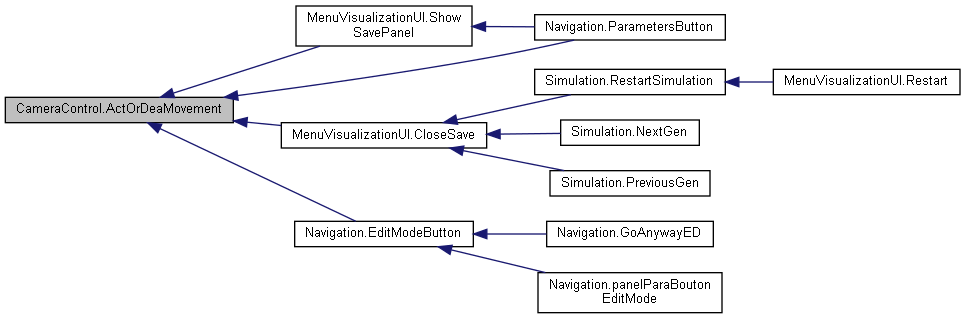 MenuVisualizationUI.Show
SavePanel
Navigation.ParametersButton
Simulation.RestartSimulation
MenuVisualizationUI.Restart
CameraControl.ActOrDeaMovement
MenuVisualizationUI.CloseSave
Simulation.NextGen
Simulation.PreviousGen
Navigation.EditModeButton
Navigation.GoAnywayED
Navigation.panelParaBouton
EditMode